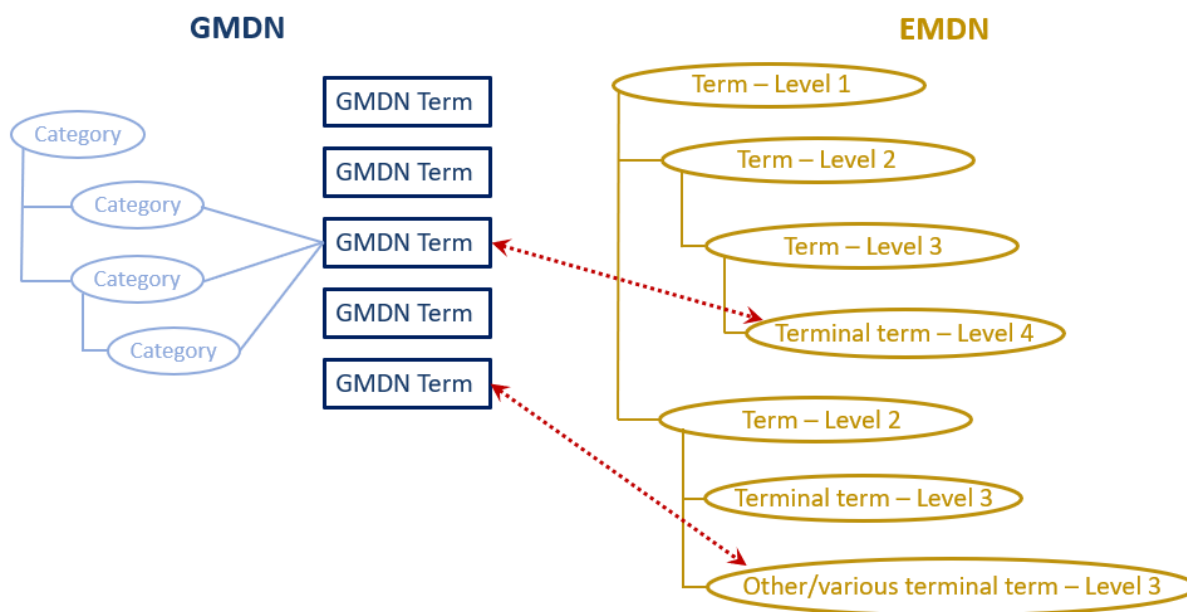 GMDN
Category
Category
Category
Category
GMDN Term
GMDN Term
GMDN Term
GMDN Term
GMDN Term
EMDN
Term – Level 1
Term – Level 2
Term – Level 3
Terminal term – Level 4
Term – Level 2
Terminal term – Level 3
Other/various terminal term – Level 3